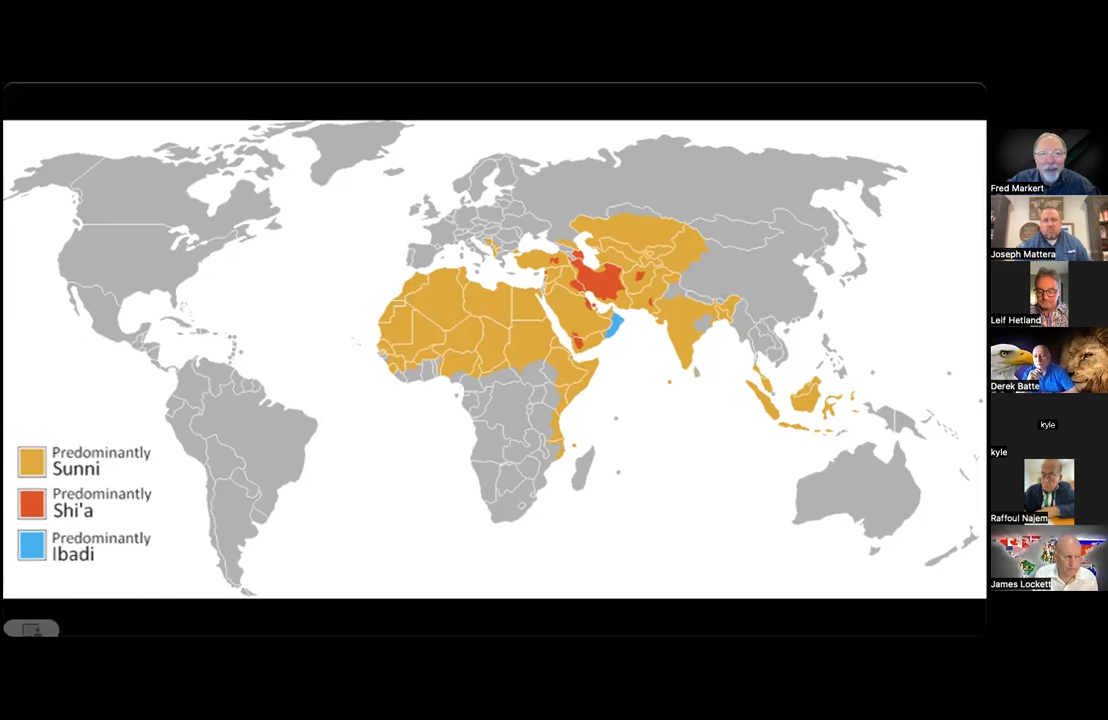 Predominantly
Sunni
Predominantly
Shi'a
Predominantly
Ibadi
Fred Markert
Joseph Mattera
Leif Hetland
Derek Batte
kyle
kyle
Raffoul Najem
James Lockett